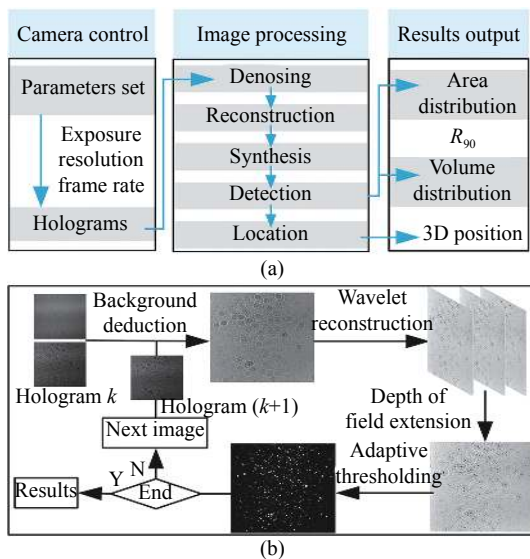 Camera control
Image processing
Results output
Parameters set
Exposure
resolution
frame rate
Holograms
Denosing
Reconstruction
Synthesis
Detection
Location
Area
distribution
R90
Volume
distribution
3D position
(a)
Background
deduction
Wavelet
reconstruction
Hologram k
Hologram (k+1)
Next image
Depth of
field extension
Adaptive
thresholding
N
Y
End
Results
(b)